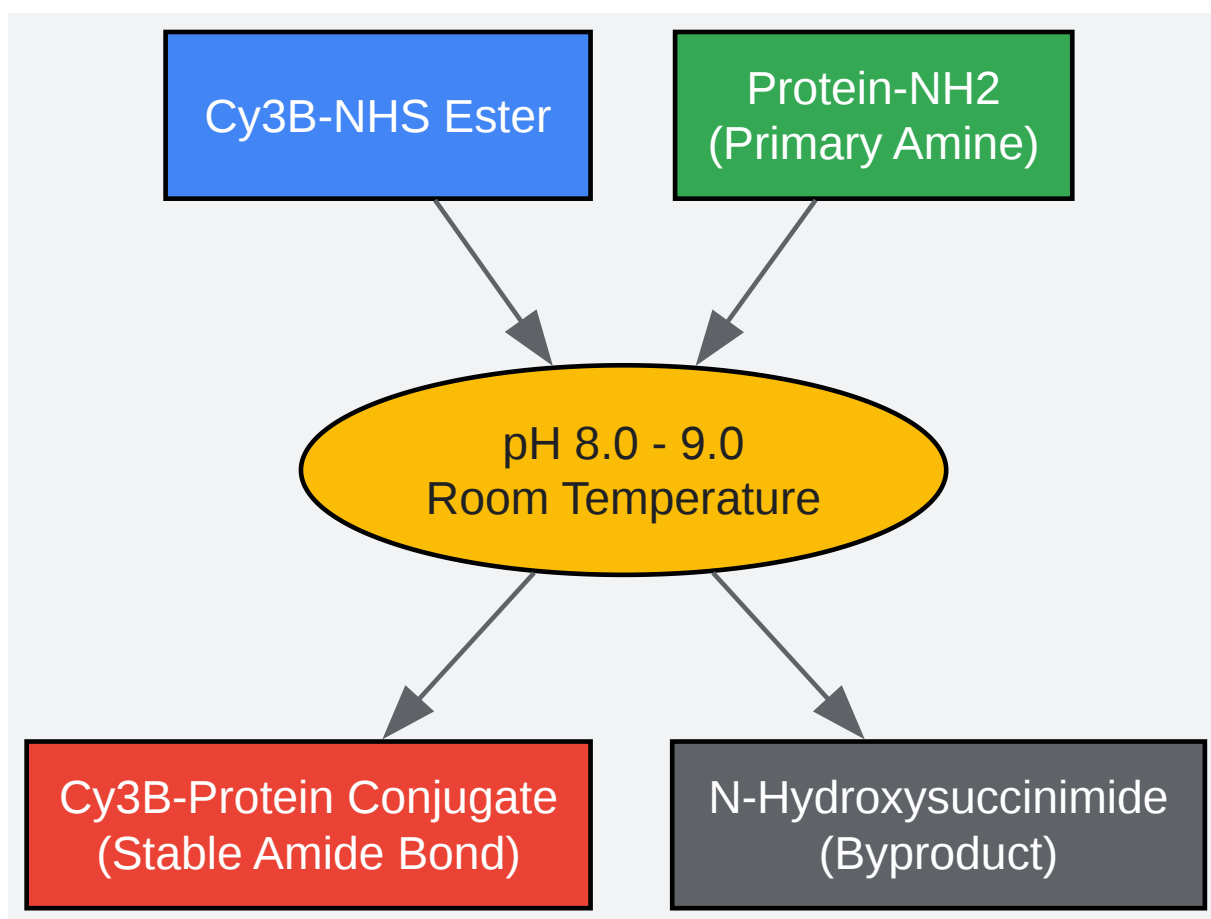 Cy3B-NHS Ester
Protein-NH2
(Primary Amine)
pH 8.0 - 9.0
Room Temperature
Cy3B-Protein Conjugate
(Stable Amide Bond)
N-Hydroxysuccinimide
(Byproduct)